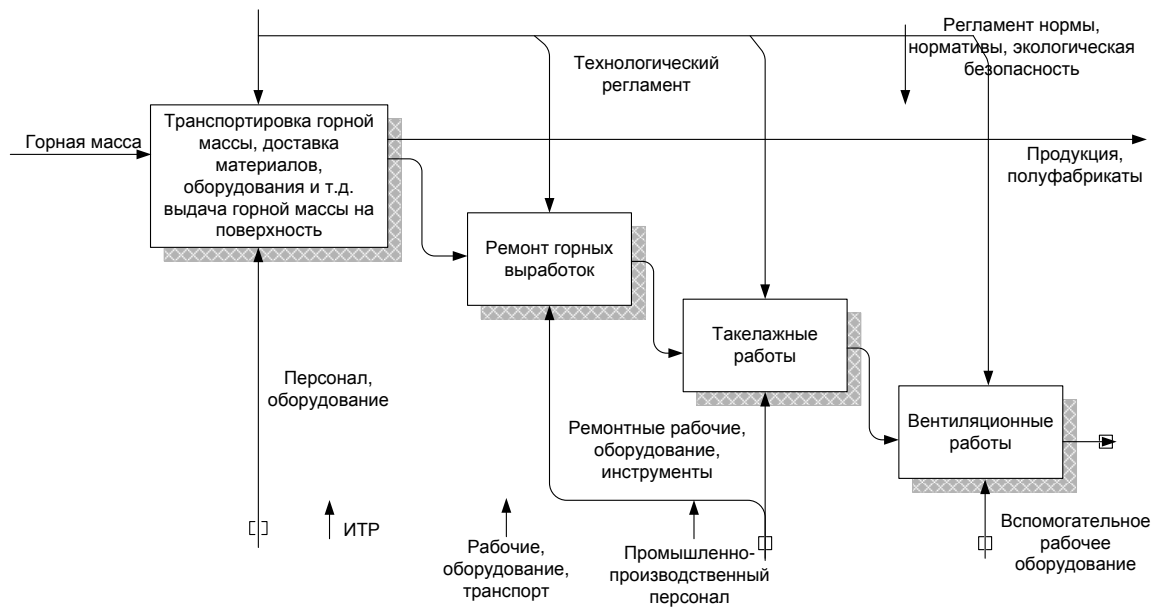 Регламент нормы,
нормативы, экологическая
безопасность
Технологический
регламент
Горная масса
Транспортировка горной
массы, доставка
материалов,
оборудования и т.д.
выдача горной массы на
поверхность
Продукция,
полуфабрикаты
Ремонт горных
выработок
Такелажные
работы
Персонал,
оборудование
Вентиляционные
работы
Ремонтные рабочие,
оборудование,
инструменты
ИТР
Рабочие,
оборудование,
транспорт
Промышленно-
производственный
персонал
Вспомогательное
рабочее
оборудование